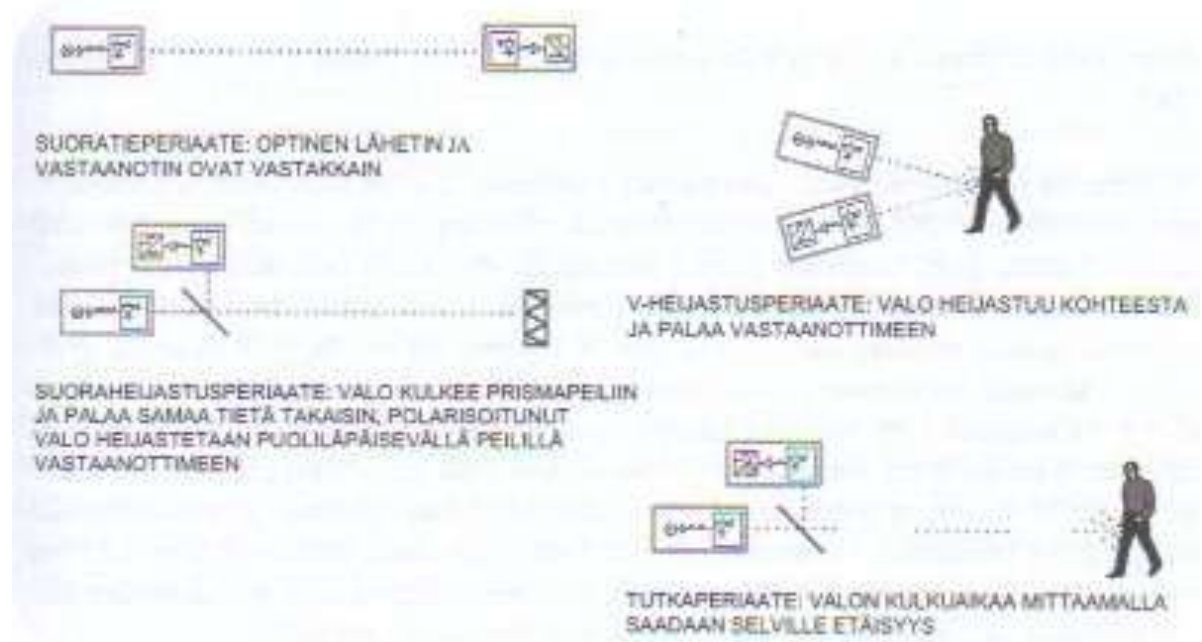 SUORATIEPERIAATE: OPTINEN LÄHETIN JA
VASTAANOTIN OVAT VASTAKKAIN
SUORAHEIJASTUSPERIAATE: VALO KULKEE PRISMAPEILIIN
JA PALAA SAMAA TIETÄ TAKAISIN, POLARISOITUNUT
VALO HEIJASTETAAN PUOLILÄPÄISEVÄLLÄ PEILILLÄ
VASTAANOTTIMEEN
V-HEIJASTUSPERIAATE: VALO HEIJASTUU KOHTEESTA
JA PALAA VASTAANOTTIMEEN
TUTKAPERIAATE: VALON KULKUAIKAA MITTAAMALLA
SAADAAN SELVILLE ETÄISYYS